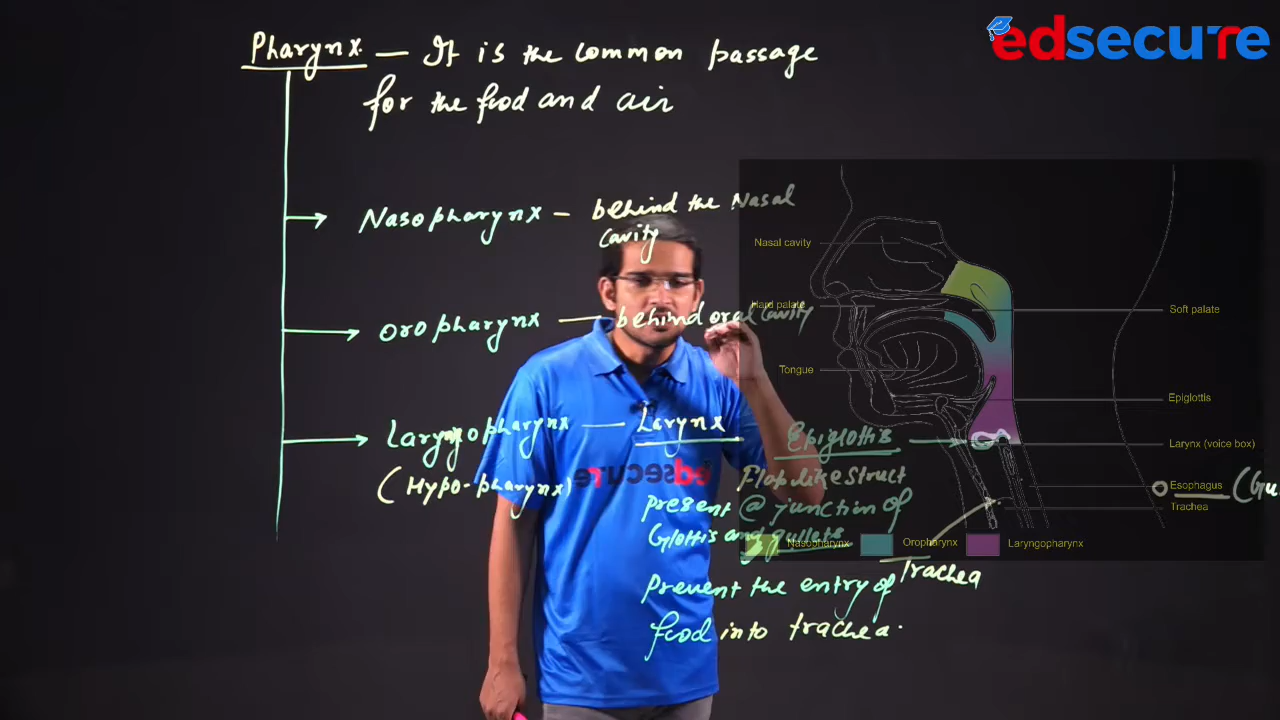 edsecure
Pharynx — It is the common passage
for the food and air
Nasopharynx – behind the Nasal
cavity
Oropharynx — behind oral cavity
Laryngopharynx — Larynx
(Hypo-pharynx)
Epiglottis
Flap like Struct
present @ junction of
Glottis and gullets
prevent the entry of
food into trachea.
Trachea
Nasal cavity
Hard palate
Tongue
Soft palate
Epiglottis
Larynx (voice box)
Esophagus (Gu
Trachea
Nasopharynx Oropharynx Laryngopharynx
edsecure